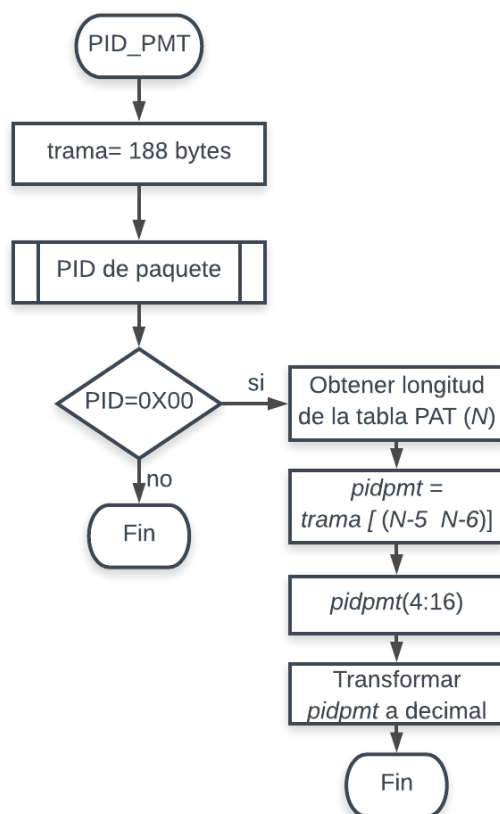 PID_PMT
trama= 188 bytes
PID de paquete
PID=0X00
si
no
Fin
Obtener longitud
de la tabla PAT (N)
pidpmt =
trama [ (N-5 N-6)]
pidpmt(4:16)
Transformar
pidpmt a decimal
Fin